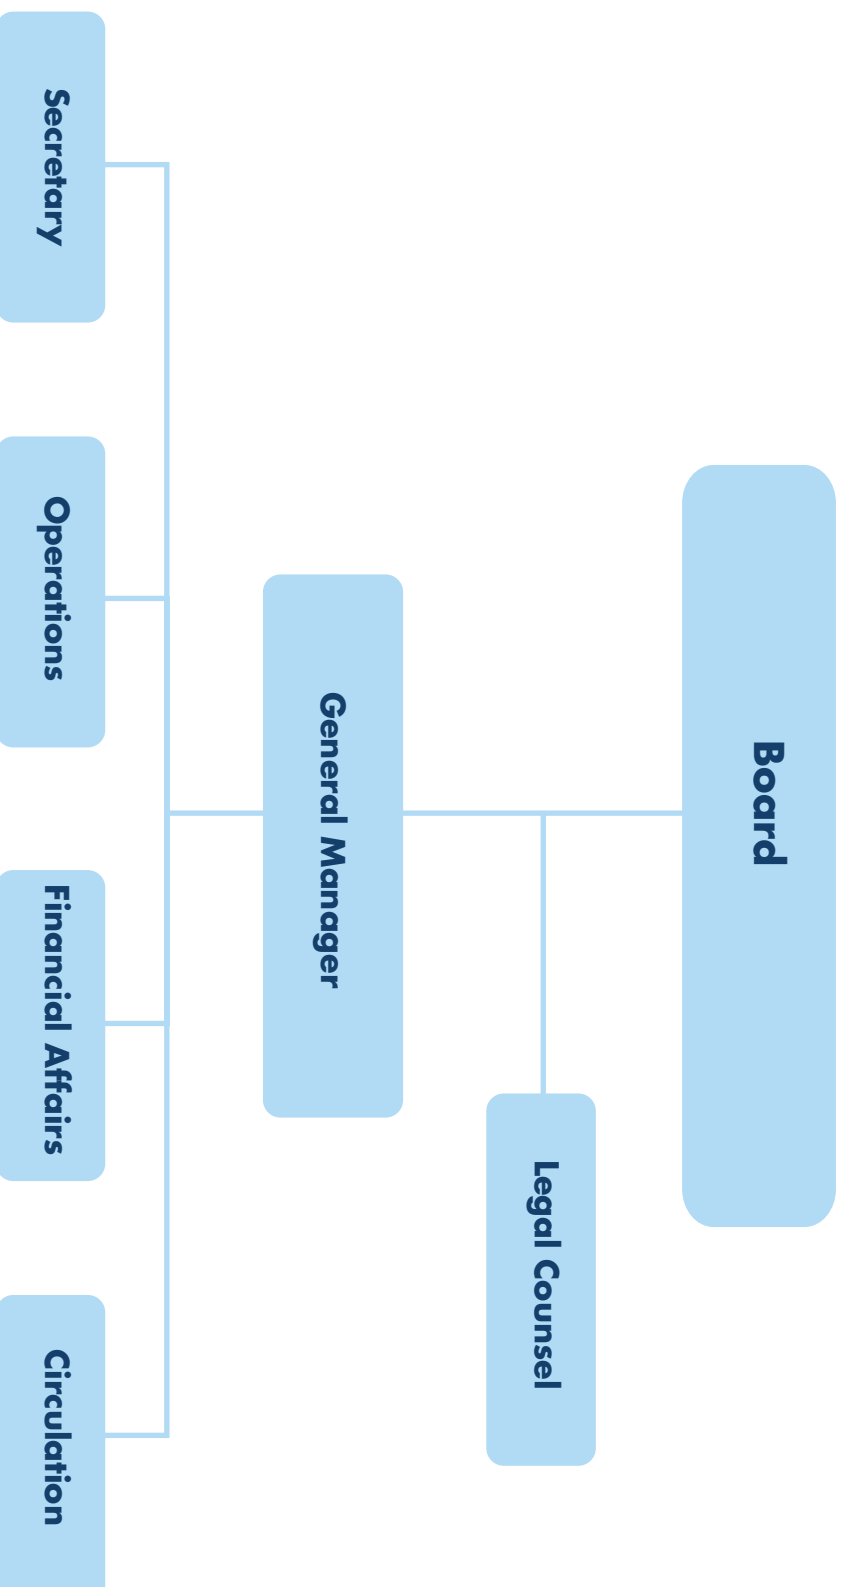 Board
Legal Counsel
General Manager
Secretary
Operations
Financial Affairs
Circulation